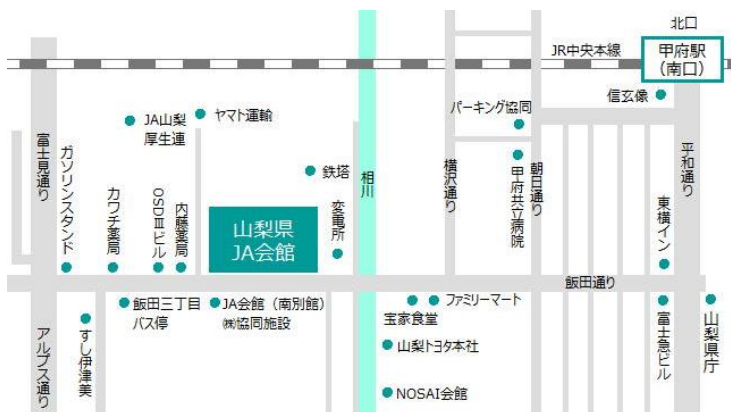 北口
JR中央本線
甲府駅
（南口）
信玄像
ヤマト運輸
JA山梨
厚生連
パーキング協同
富士見通り
ガソリンスタンド
カワチ薬局
OSDⅢビル
内藤薬局
鉄塔
変電所
相川
横沢通り
甲府共立病院
朝日通り
平和通り
東横イン
山梨県
JA会館
飯田通り
飯田三丁目
バス停
JA会館（南別館）
㈱協同施設
ファミリーマート
宝家食堂
山梨トヨタ本社
NOSAI会館
アルプス通り
すし伊津美
富士急ビル
山梨県庁